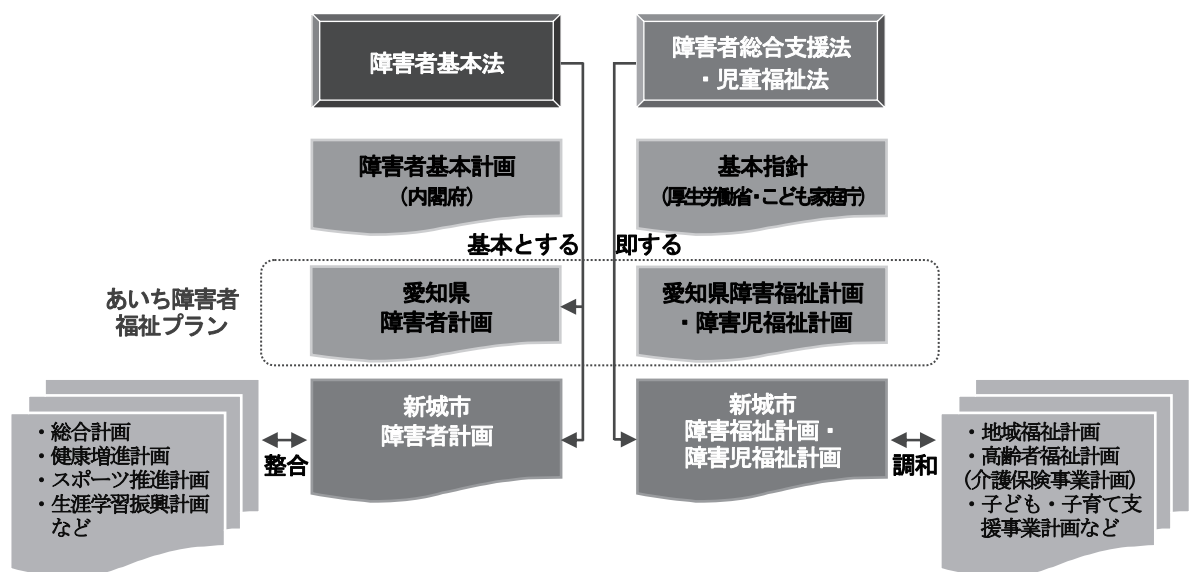 障害者基本法
障害者総合支援法
・児童福祉法
障害者基本計画
（内閣府）
基本指針
（厚生労働省・こども家庭庁）
基本とする
即する
あいち障害者
福祉プラン
愛知県
障害者計画
愛知県障害福祉計画
・障害児福祉計画
・総合計画
・健康増進計画
・スポーツ推進計画
・生涯学習振興計画
など
整合
新城市
障害者計画
新城市
障害福祉計画・
障害児福祉計画
調和
・地域福祉計画
・高齢者福祉計画
（介護保険事業計画）
・子ども・子育て支
援事業計画など